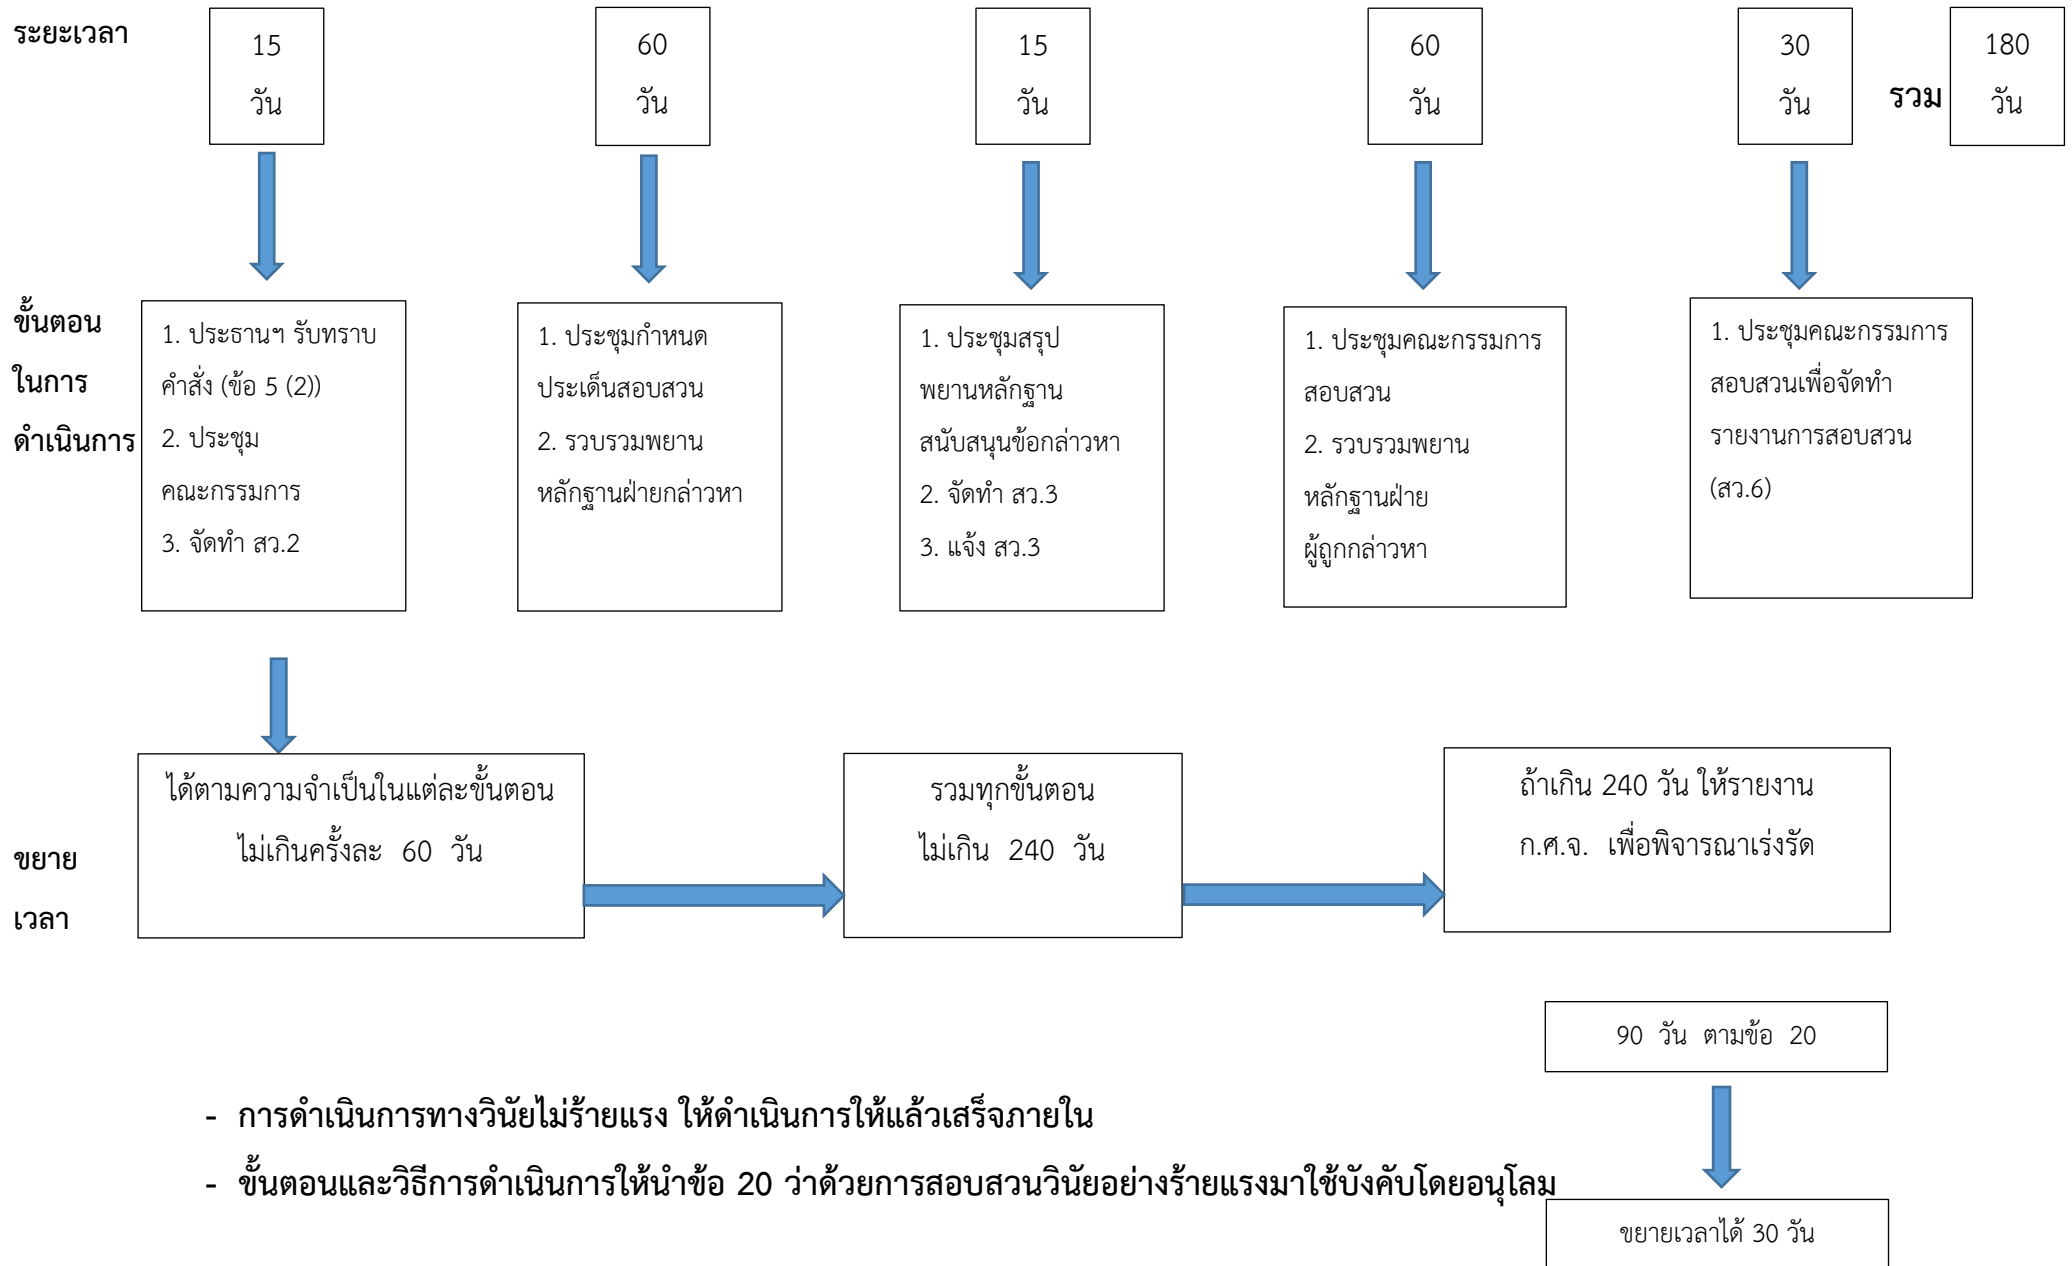 ระยะเวลา
15
วัน
60
วัน
15
วัน
60
วัน
30
วัน
รวม
180
วัน
ขั้นตอน
ในการ
ดำเนินการ
1. ประธานฯ รับทราบ
คำสั่ง (ข้อ 5 (2))
2. ประชุม
คณะกรรมการ
3. จัดทำ สว.2
1. ประชุมกำหนด
ประเด็นสอบสวน
2. รวบรวมพยาน
หลักฐานฝ่ายกล่าวหา
1. ประชุมสรุป
พยานหลักฐาน
สนับสนุนข้อกล่าวหา
2. จัดทำ สว.3
3. แจ้ง สว.3
1. ประชุมคณะกรรมการ
สอบสวน
2. รวบรวมพยาน
หลักฐานฝ่าย
ผู้ถูกกล่าวหา
1. ประชุมคณะกรรมการ
สอบสวนเพื่อจัดทำ
รายงานการสอบสวน
(สว.6)
ขยาย
เวลา
ได้ตามความจำเป็นในแต่ละขั้นตอน
ไม่เกินครั้งละ 60 วัน
รวมทุกขั้นตอน
ไม่เกิน 240 วัน
ถ้าเกิน 240 วัน ให้รายงาน
ก.ศ.จ. เพื่อพิจารณาเร่งรัด
90 วัน ตามข้อ 20
- การดำเนินการทางวินัยไม่ร้ายแรง ให้ดำเนินการให้แล้วเสร็จภายใน
- ขั้นตอนและวิธีการดำเนินการให้นำข้อ 20 ว่าด้วยการสอบสวนวินัยอย่างร้ายแรงมาใช้บังคับโดยอนุโลม
ขยายเวลาได้ 30 วัน